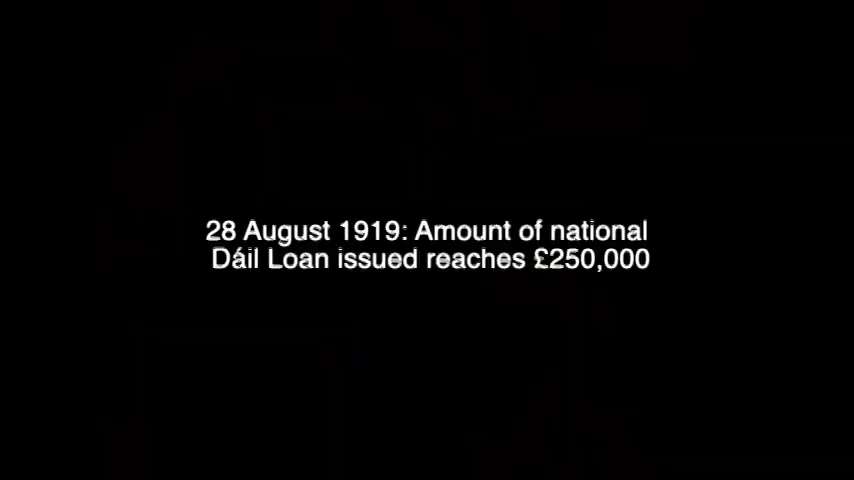 28 August 1919: Amount of national
Dáil Loan issued reaches £250,000